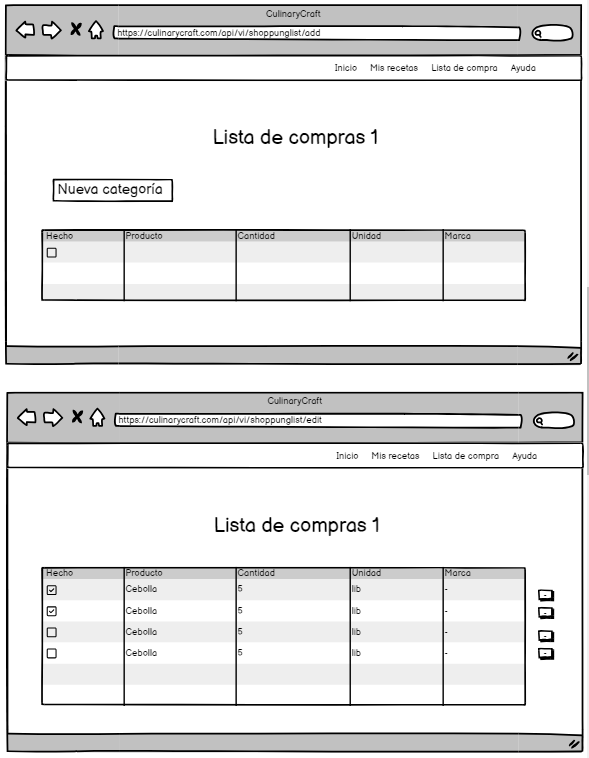 CulinaryCraft
https://culinarycraft.com/api/vi/shoppunglist/add
Inicio Mis recetas Lista de compra Ayuda
Lista de compras 1
Nueva categoría
Hecho Producto Cantidad Unidad Marca
CulinaryCraft
https://culinarycraft.com/api/vi/shoppunglist/edit
Inicio Mis recetas Lista de compra Ayuda
Lista de compras 1
Hecho Producto Cantidad Unidad Marca
Cebolla 5 lib - -
Cebolla 5 lib - -
Cebolla 5 lib - -
Cebolla 5 lib - -